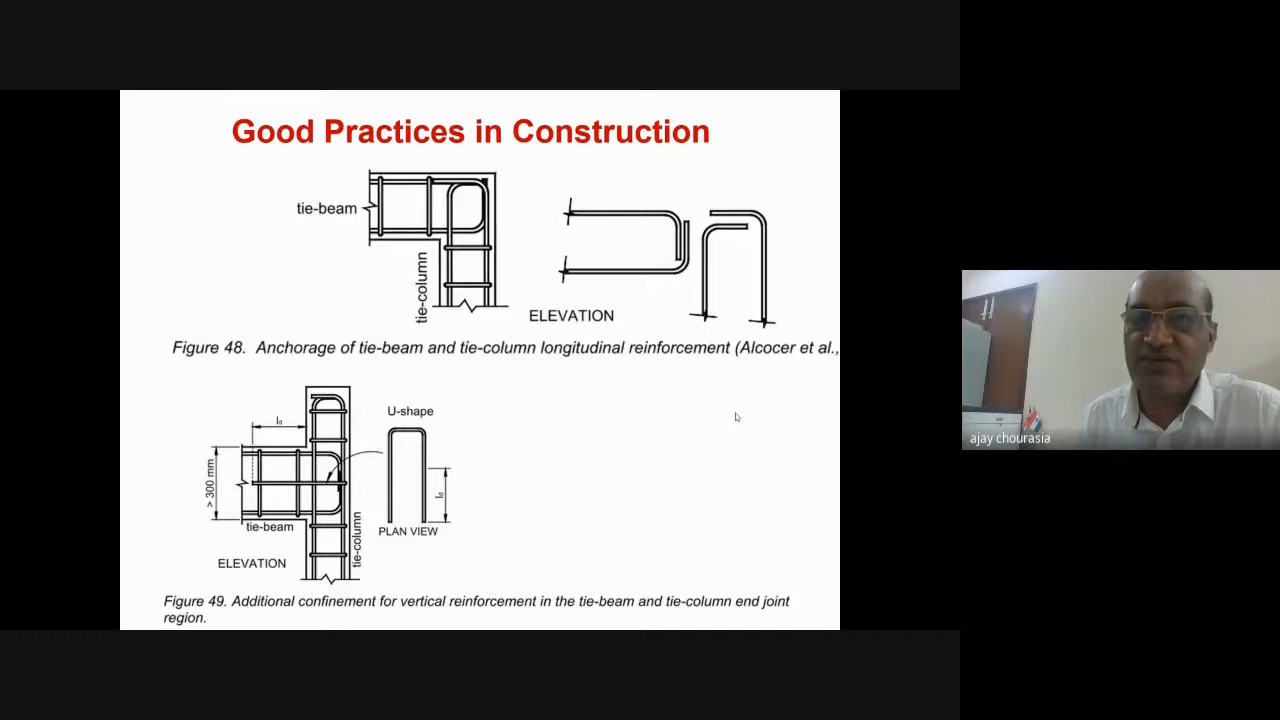 Good Practices in Construction
tie-beam
tie-column
ELEVATION
Figure 48. Anchorage of tie-beam and tie-column longitudinal reinforcement (Alcocer et al.,
U-shape
ld
> 300 mm
ld
tie-beam
PLAN VIEW
tie-column
ELEVATION
Figure 49. Additional confinement for vertical reinforcement in the tie-beam and tie-column end joint
region.
ajay chourasia